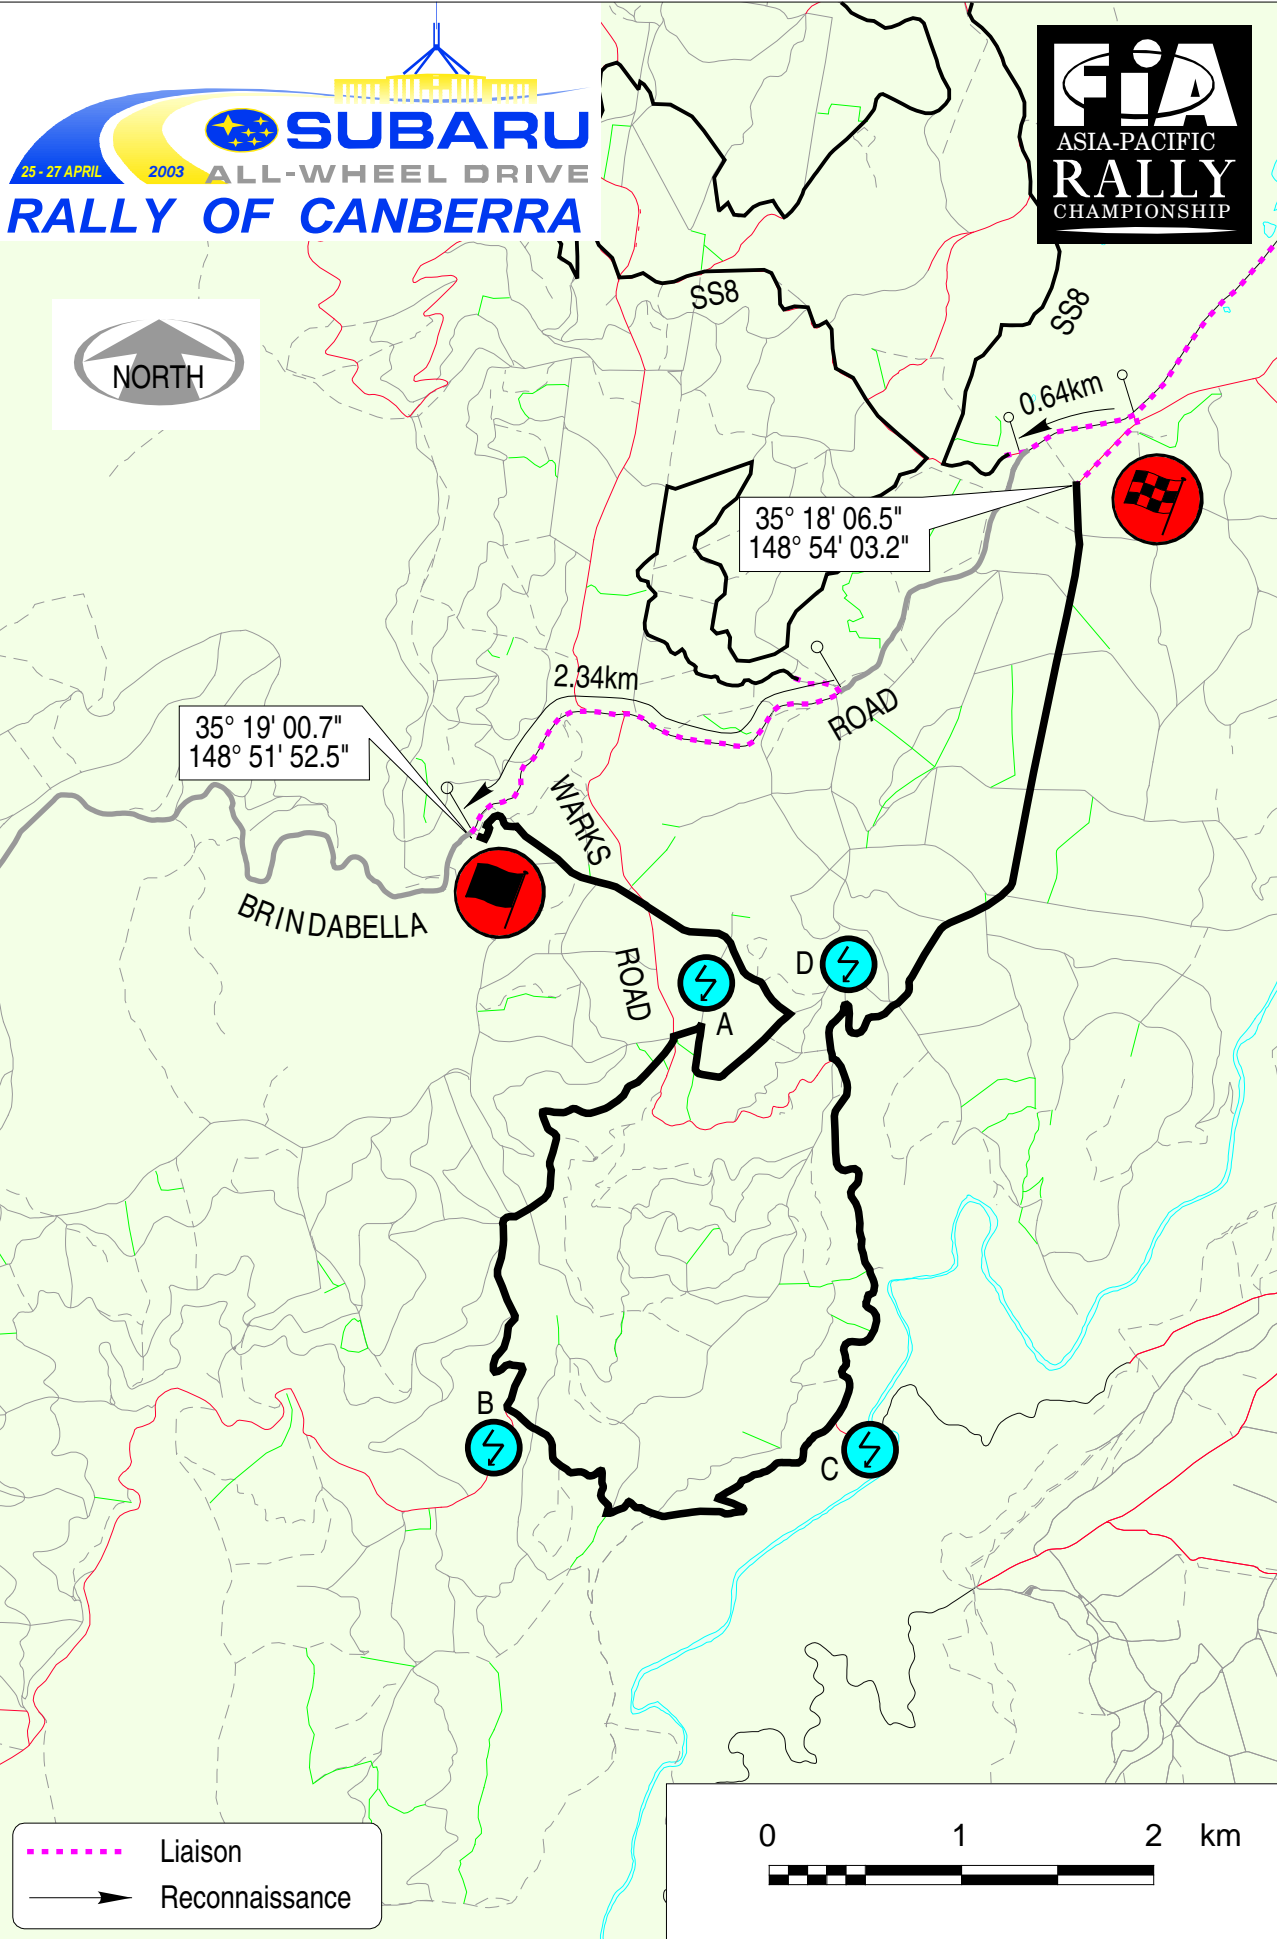 25 - 27 APRIL 2003
SUBARU
ALL-WHEEL DRIVE
RALLY OF CANBERRA
FiA
ASIA-PACIFIC
RALLY
CHAMPIONSHIP
NORTH
SS8
SS8
0.64km
35° 18' 06.5"
148° 54' 03.2"
2.34km
ROAD
35° 19' 00.7"
148° 51' 52.5"
WARKS
BRINDABELLA
ROAD
D
A
B
C
0 1 2 km
Liaison
Reconnaissance